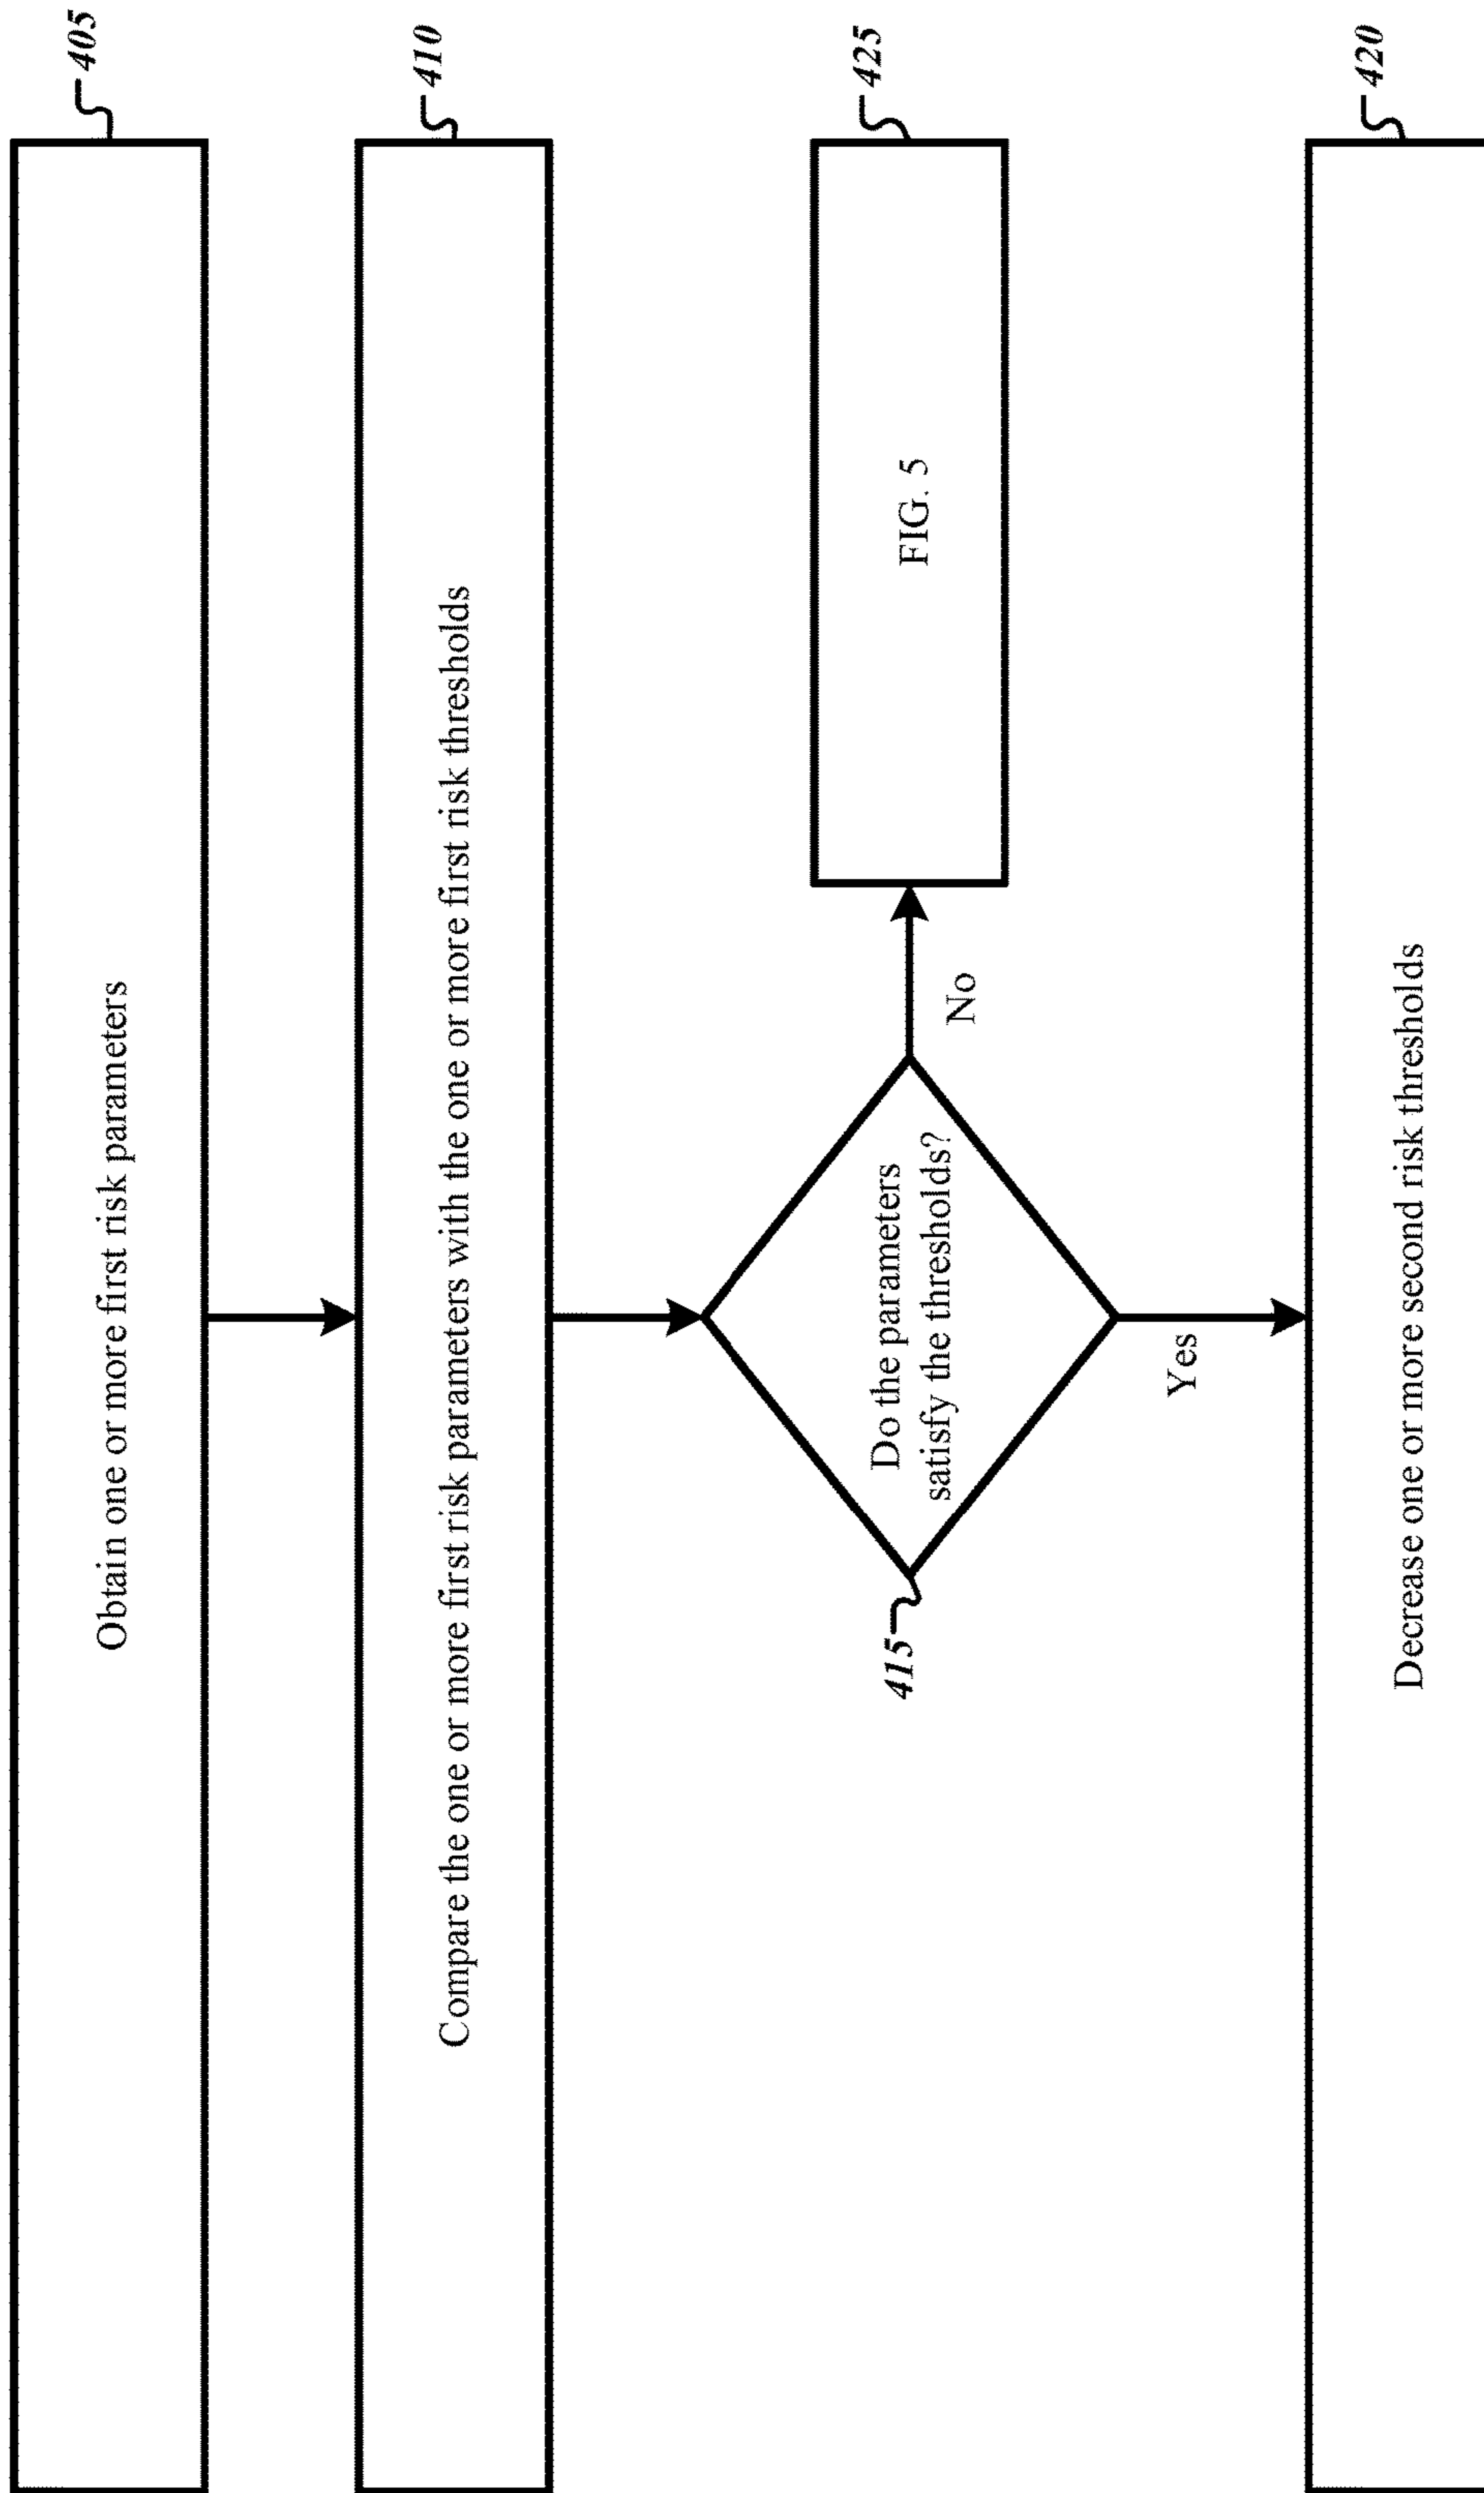 Obtain one or more first risk parameters
405
Compare the one or more first risk parameters with the one or more first risk thresholds
410
415
Do the parameters
satisfy the thresholds?
No
FIG. 5
425
Yes
Decrease one or more second risk thresholds
420